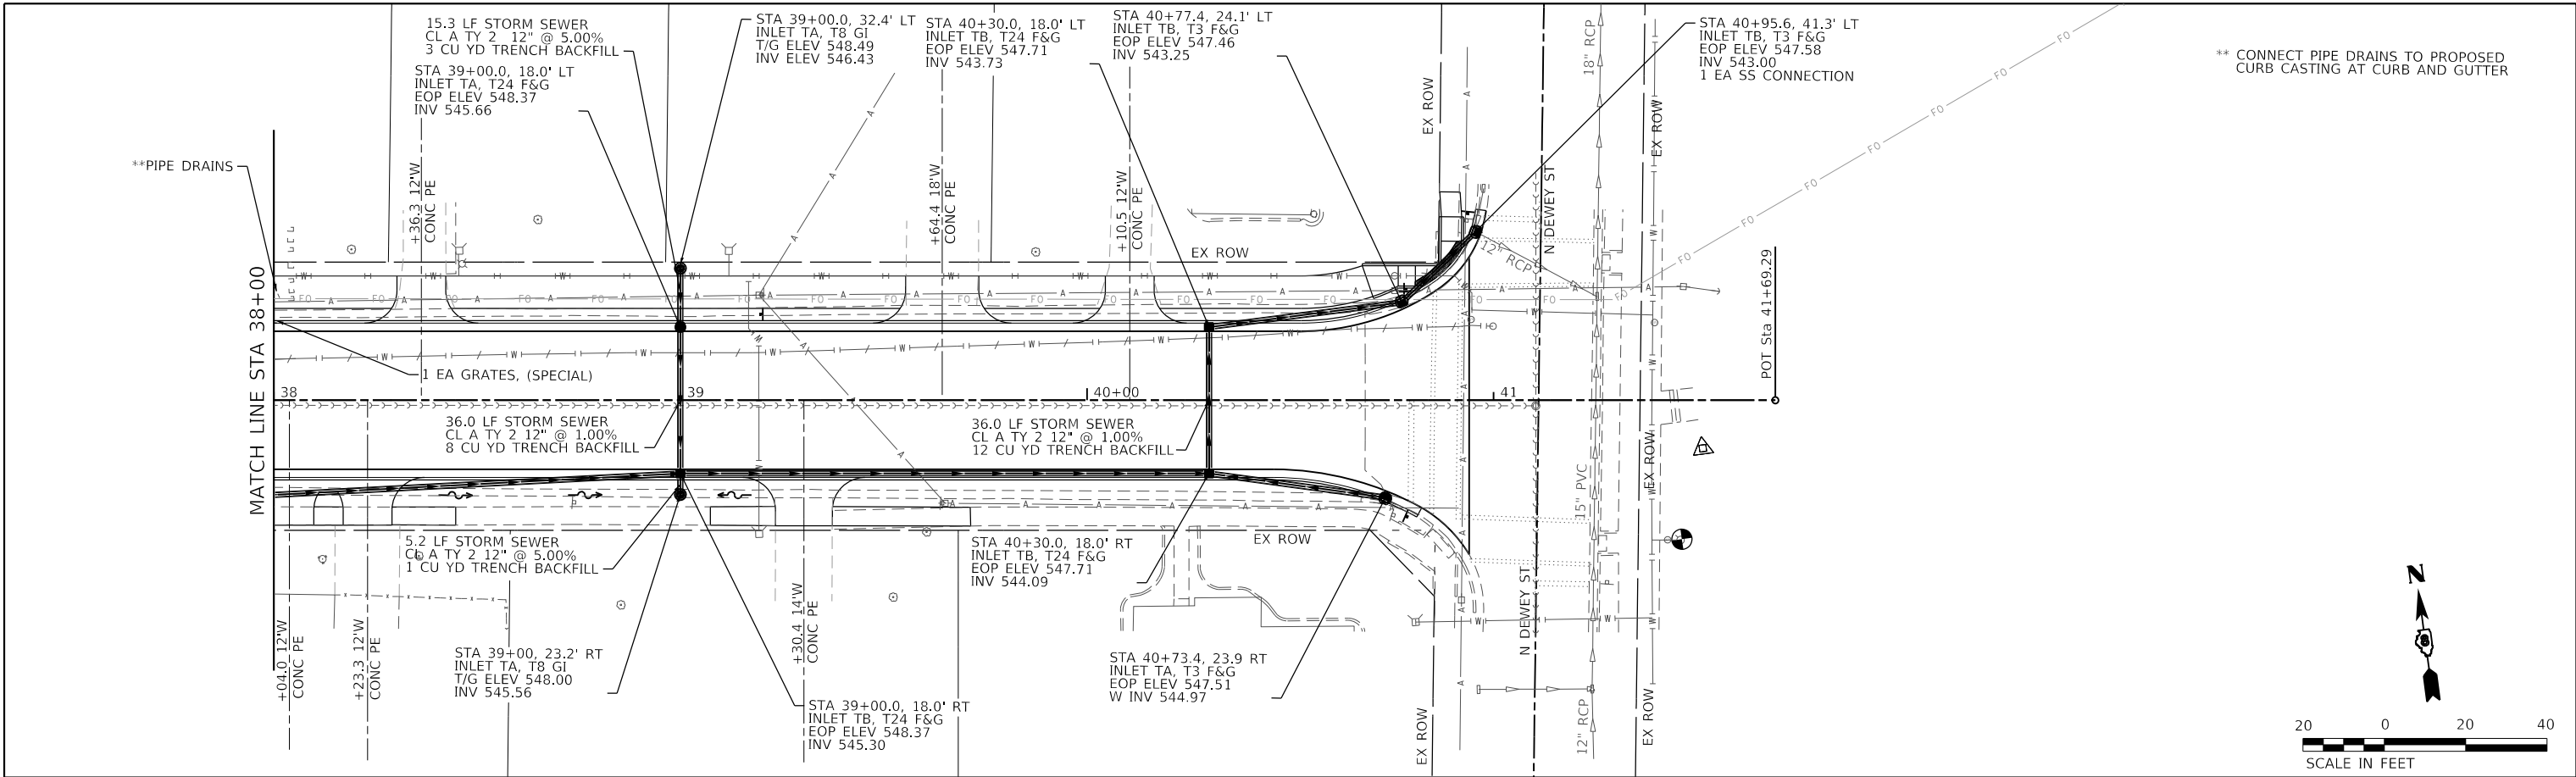 15.3 LF STORM SEWER
CL A TY 2 12" @ 5.00%
3 CU YD TRENCH BACKFILL
STA 39+00.0, 18.0' LT
INLET TA, T24 F&G
EOP ELEV 548.37
INV 545.66
STA 39+00.0, 32.4' LT
INLET TA, T8 GI
T/G ELEV 548.49
INV ELEV 546.43
STA 40+30.0, 18.0' LT
INLET TB, T24 F&G
EOP ELEV 547.71
INV 543.73
STA 40+77.4, 24.1' LT
INLET TB, T3 F&G
EOP ELEV 547.46
INV 543.25
STA 40+95.6, 41.3' LT
INLET TB, T3 F&G
EOP ELEV 547.58
INV 543.00
1 EA SS CONNECTION
** CONNECT PIPE DRAINS TO PROPOSED
CURB CASTING AT CURB AND GUTTER
**PIPE DRAINS
+36.3 12'W
CONC PE
+64.4 18'W
CONC PE
+10.5 12'W
CONC PE
EX ROW
EX ROW
18" RCP
EX ROW
N DEWEY ST
12" RCP
MATCH LINE STA 38+00
1 EA GRATES, (SPECIAL)
38
39
40+00
41
POT Sta 41+69.29
36.0 LF STORM SEWER
CL A TY 2 12" @ 1.00%
8 CU YD TRENCH BACKFILL
36.0 LF STORM SEWER
CL A TY 2 12" @ 1.00%
12 CU YD TRENCH BACKFILL
EX ROW
15" PVC
5.2 LF STORM SEWER
CL A TY 2 12" @ 5.00%
1 CU YD TRENCH BACKFILL
STA 40+30.0, 18.0' RT
INLET TB, T24 F&G
EOP ELEV 547.71
INV 544.09
EX ROW
+04.0 12'W
CONC PE
+23.3 12'W
CONC PE
+30.4 14'W
CONC PE
STA 39+00, 23.2' RT
INLET TA, T8 GI
T/G ELEV 548.00
INV 545.56
STA 39+00.0, 18.0' RT
INLET TB, T24 F&G
EOP ELEV 548.37
INV 545.30
STA 40+73.4, 23.9 RT
INLET TA, T3 F&G
EOP ELEV 547.51
W INV 544.97
N DEWEY ST
EX ROW
12" RCP
EX ROW
N
20 0 20 40
SCALE IN FEET